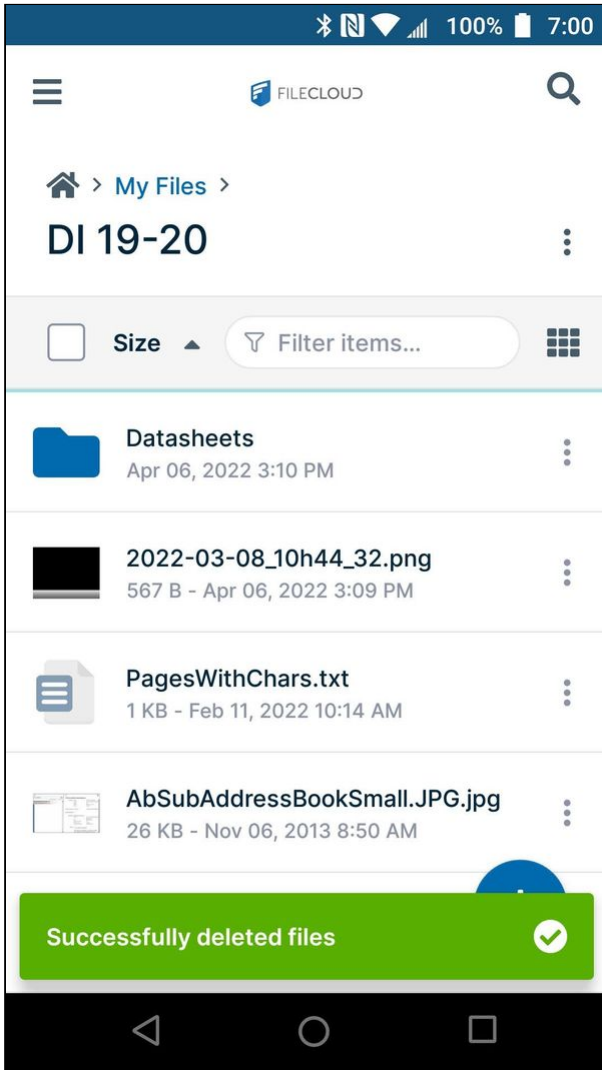 100% 7:00
FILECLOUD
> My Files >
DI 19-20
Size Filter items...
Datasheets
Apr 06, 2022 3:10 PM
2022-03-08_10h44_32.png
567 B - Apr 06, 2022 3:09 PM
PagesWithChars.txt
1 KB - Feb 11, 2022 10:14 AM
AbSubAddressBookSmall.JPG.jpg
26 KB - Nov 06, 2013 8:50 AM
Successfully deleted files